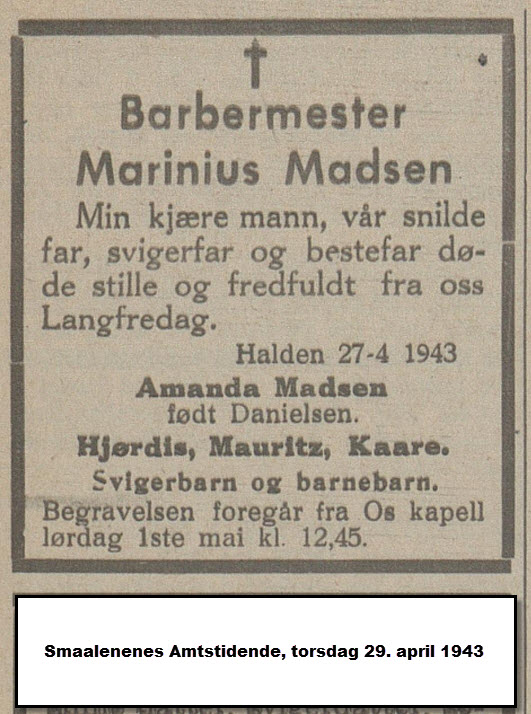 Barbermester
Marinius Madsen
Min kjære mann, vår snilde
far, svigerfar og bestefar dø-
de stille og fredfuldt fra oss
Langfredag.
Halden 27-4 1943
Amanda Madsen
født Danielsen.
Hjørdis, Mauritz, Kaare.
Svigerbarn og barnebarn.
Begravelsen foregår fra Os kapell
lørdag 1ste mai kl. 12,45.
Smaalenenes Amtstidende, torsdag 29. april 1943